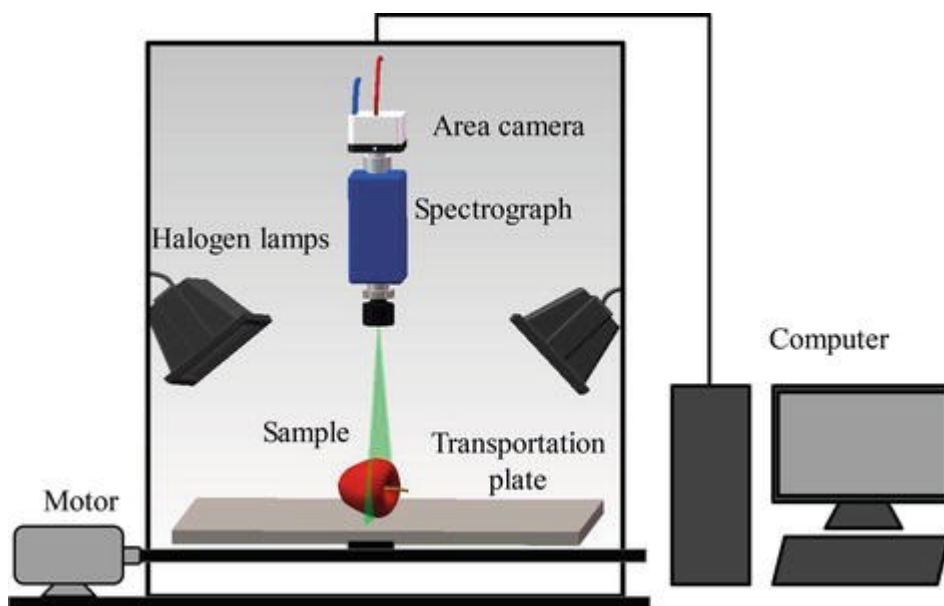 Area camera
Spectrograph
Halogen lamps
Computer
Sample
Transportation
plate
Motor